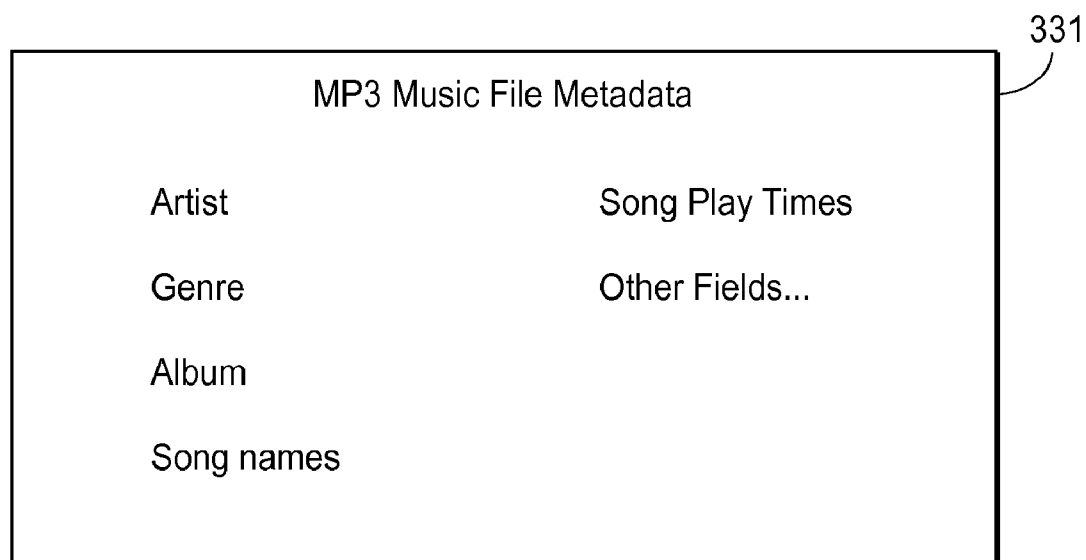 331
MP3 Music File Metadata
Artist
Genre
Album
Song names
Song Play Times
Other Fields...